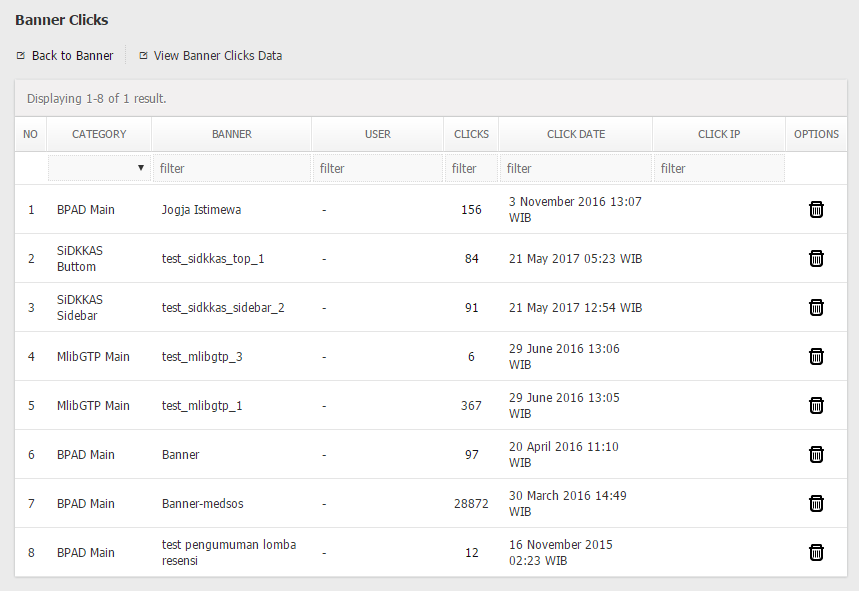 Banner Clicks
Back to Banner View Banner Clicks Data
Displaying 1-8 of 1 result.
NO CATEGORY BANNER USER CLICKS CLICK DATE CLICK IP OPTIONS
filter filter filter filter filter
1 BPAD Main Jogja Istimewa - 156 3 November 2016 13:07
WIB
2 SiDKKAS
Buttom test_sidkkas_top_1 - 84 21 May 2017 05:23 WIB
3 SiDKKAS
Sidebar test_sidkkas_sidebar_2 - 91 21 May 2017 12:54 WIB
4 MlibGTP Main test_mlibgtp_3 - 6 29 June 2016 13:06
WIB
5 MlibGTP Main test_mlibgtp_1 - 367 29 June 2016 13:05
WIB
6 BPAD Main Banner - 97 20 April 2016 11:10
WIB
7 BPAD Main Banner-medsos - 28872 30 March 2016 14:49
WIB
8 BPAD Main test pengumuman lomba
resensi - 12 16 November 2015
02:23 WIB